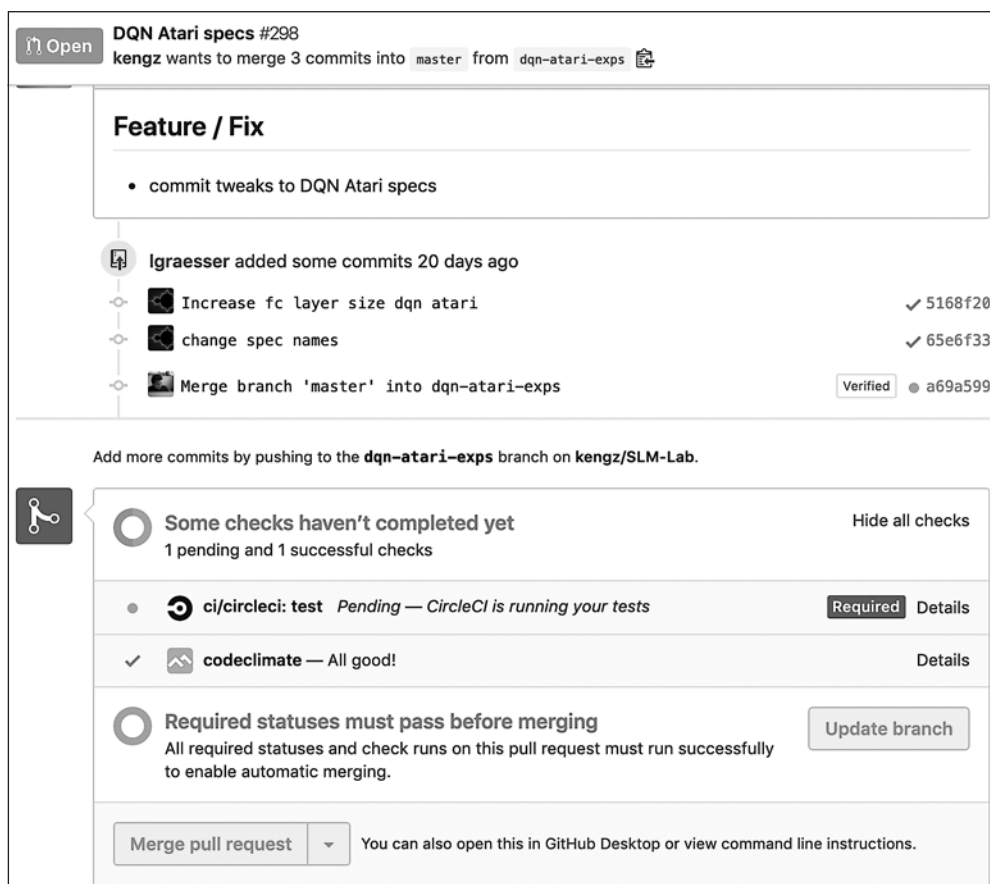 Open
DQN Atari specs #298
kengz wants to merge 3 commits into master from dqn-atari-exps
Feature / Fix
• commit tweaks to DQN Atari specs
lgraesser added some commits 20 days ago
Increase fc layer size dqn atari 5168f20
change spec names 65e6f33
Merge branch 'master' into dqn-atari-exps Verified a69a599
Add more commits by pushing to the dqn-atari-exps branch on kengz/SLM-Lab.
Some checks haven't completed yet Hide all checks
1 pending and 1 successful checks
ci/circleci: test Pending — CircleCI is running your tests Required Details
codeclimate — All good! Details
Required statuses must pass before merging Update branch
All required statuses and check runs on this pull request must run successfully
to enable automatic merging.
Merge pull request You can also open this in GitHub Desktop or view command line instructions.